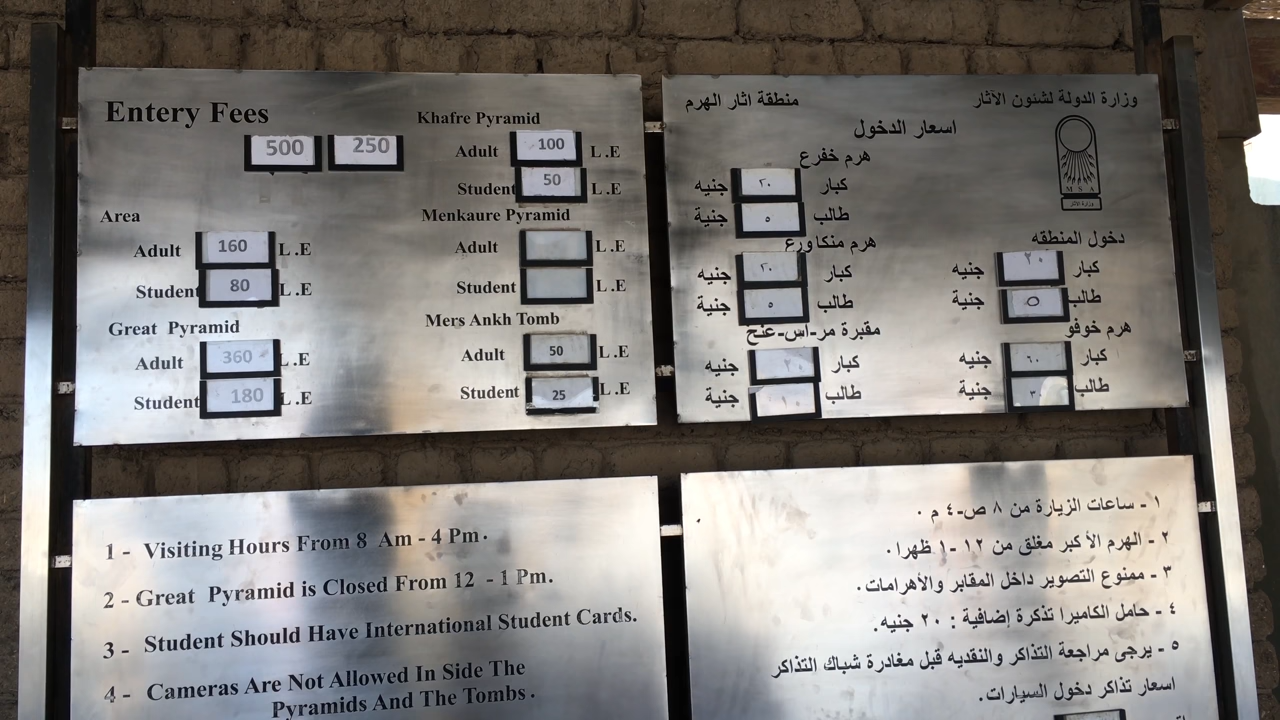 Entery Fees
500 250
Area
Adult 160 L.E
Student 80 L.E
Great Pyramid
Adult 360 L.E
Student 180 L.E
Khafre Pyramid
Adult 100 L.E
Student 50 L.E
Menkaure Pyramid
Adult L.E
Student L.E
Mers Ankh Tomb
Adult 50 L.E
Student 25 L.E
وزارة الدولة لشئون الآثار
منطقة اثار الهرم
اسعار الدخول
M S A
وزارة الآثار
دخول المنطقه
كبار ٢٠ جنيه
طالب ٥ جنية
هرم خوفو
كبار ٦٠ جنيه
طالب ٣٠ جنية
هرم خفرع
كبار ٣٠ جنيه
طالب ٥ جنية
هرم منكاورع
كبار ٣٠ جنيه
طالب ٥ جنية
مقبرة مر-اس-عنخ
كبار ٢٠ جنيه
طالب ١٠ جنية
1 - Visiting Hours From 8 Am - 4 Pm.
2 - Great Pyramid is Closed From 12 - 1 Pm.
3 - Student Should Have International Student Cards.
4 - Cameras Are Not Allowed In Side The
Pyramids And The Tombs.
١ - ساعات الزيارة من ٨ ص-٤ م .
٢ - الهرم الأكبر مغلق من ١٢ -١ ظهرا.
٣ - ممنوع التصوير داخل المقابر والأهرامات.
٤ - حامل الكاميرا تذكرة إضافية : ٢٠ جنيه.
٥ - يرجى مراجعة التذاكر والنقديه قبل مغادرة شباك التذاكر
اسعار تذاكر دخول السيارات.